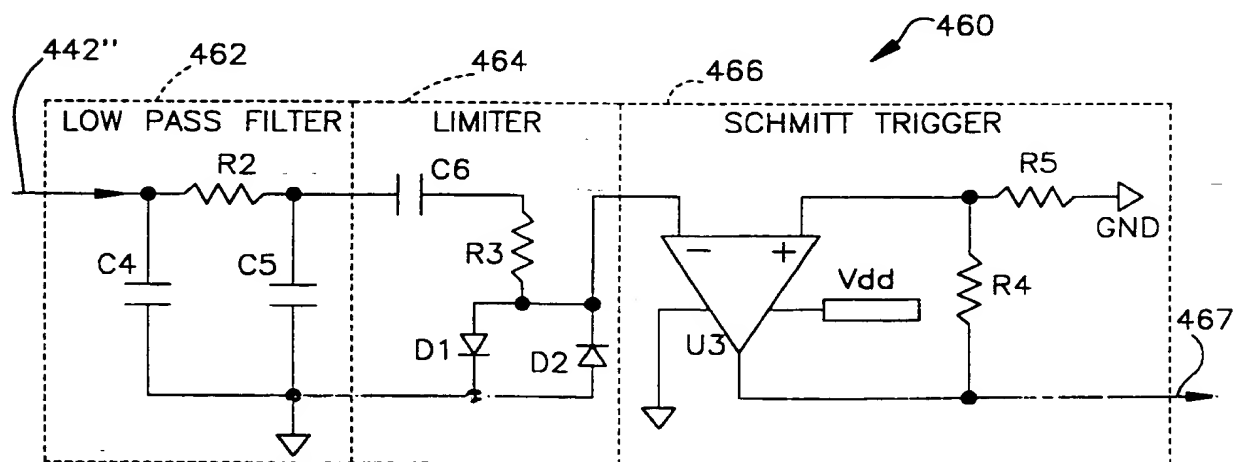 442"
462
464
466
460
LOW PASS FILTER
LIMITER
SCHMITT TRIGGER
R2
C6
R5
GND
C4
C5
R3
−
+
Vdd
R4
D1
D2
U3
467